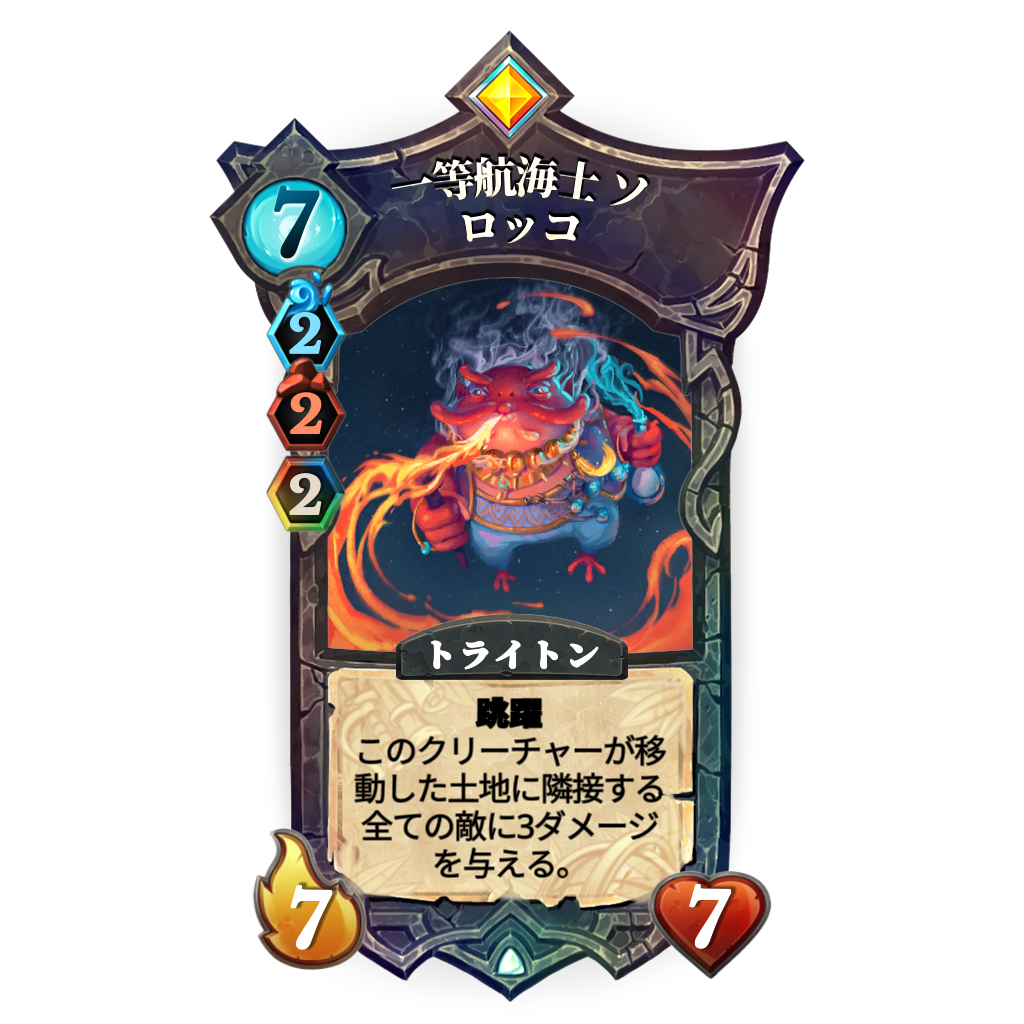 一等航海士 ソ
ロッコ
7
2
2
2
トライトン
跳躍
このクリーチャーが移
動した土地に隣接する
全ての敵に3ダメージ
を与える。
7
7